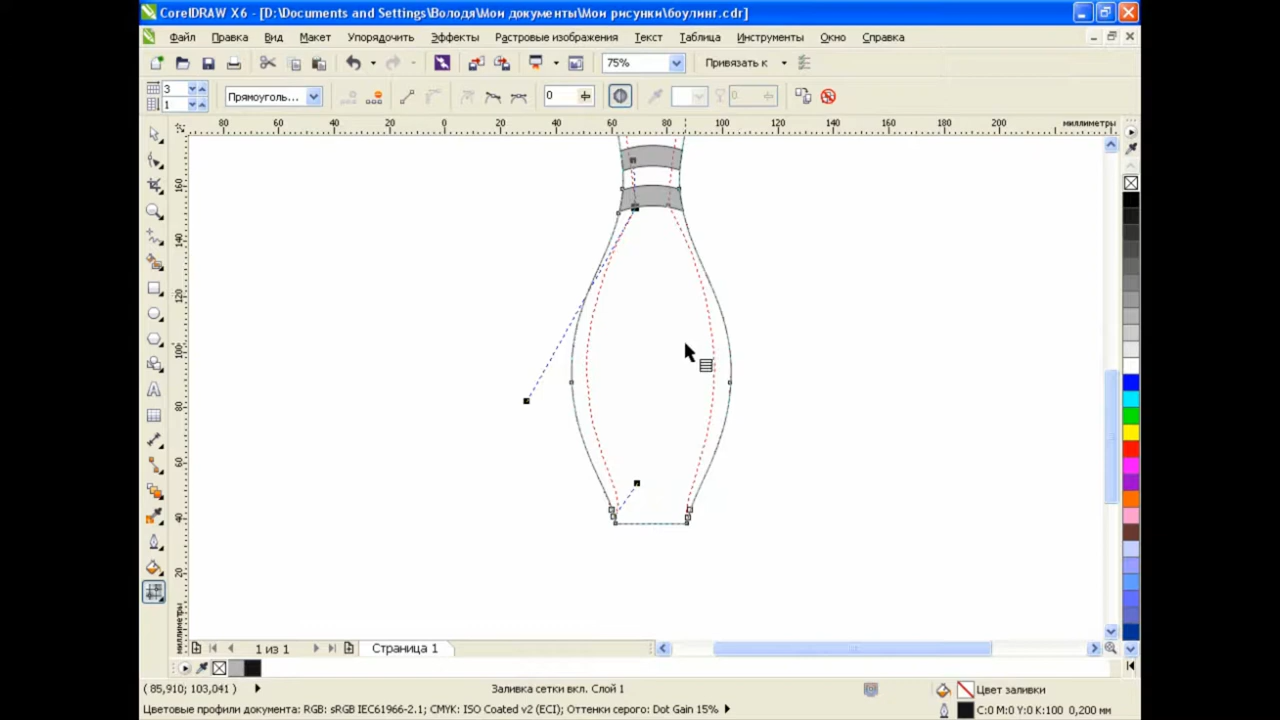 CorelDRAW X6 - [D:\Documents and Settings\Володя\Мои документы\Мои рисунки\боулинг.cdr]
Файл Правка Вид Макет Упорядочить Эффекты Растровые изображения Текст Таблица Инструменты Окно Справка
75% Привязать к
3
1
Прямоуголь... 0 0
80 60 40 20 0 20 40 60 80 100 120 140 160 180 200 миллиметры
160
140
120
100
80
60
40
20
миллиметры
1 из 1 Страница 1
( 85,910; 103,041 ) Заливка сетки вкл. Слой 1 Цвет заливки
Цветовые профили документа: RGB: sRGB IEC61966-2.1; CMYK: ISO Coated v2 (ECI); Оттенки серого: Dot Gain 15% C:0 M:0 Y:0 K:100 0,200 мм